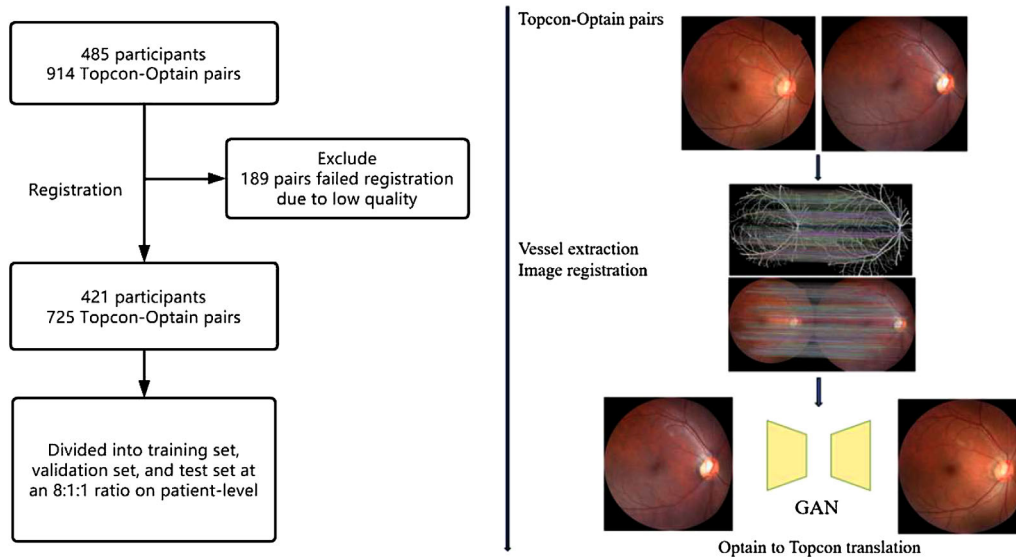 485 participants
914 Topcon-Optain pairs
Registration
Exclude
189 pairs failed registration
due to low quality
421 participants
725 Topcon-Optain pairs
Divided into training set,
validation set, and test set at
an 8:1:1 ratio on patient-level
Topcon-Optain pairs
Vessel extraction
Image registration
GAN
Optain to Topcon translation